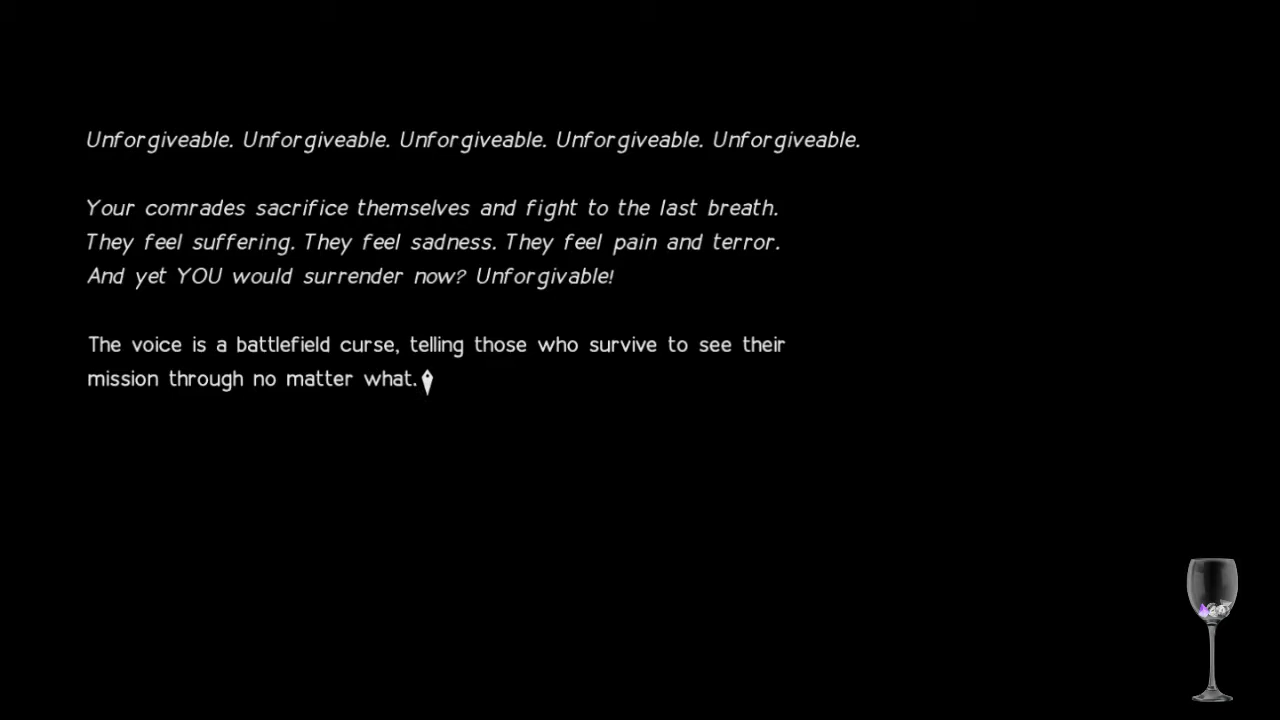 Unforgiveable. Unforgiveable. Unforgiveable. Unforgiveable. Unforgiveable.
Your comrades sacrifice themselves and fight to the last breath.
They feel suffering. They feel sadness. They feel pain and terror.
And yet YOU would surrender now? Unforgivable!
The voice is a battlefield curse, telling those who survive to see their
mission through no matter what.